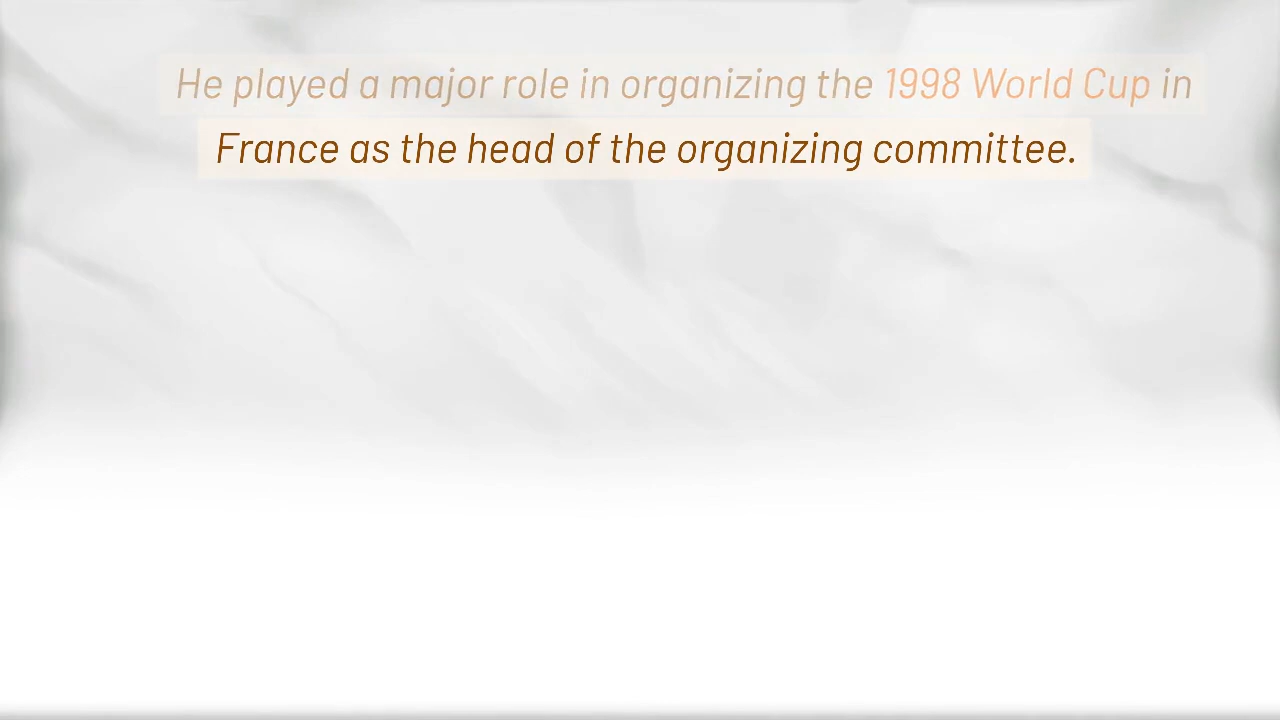 He played a major role in organizing the 1998 World Cup in
France as the head of the organizing committee.